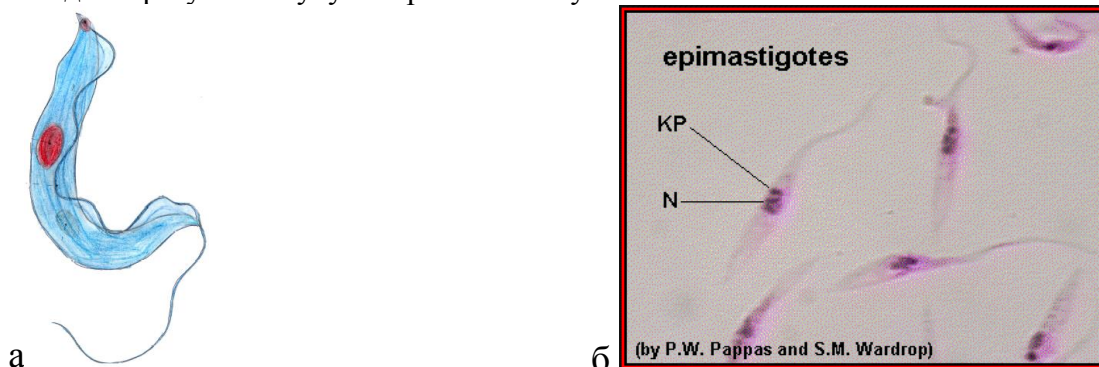 epimastigotes
KP
N
(by P.W. Pappas and S.M. Wardrop)
а
б